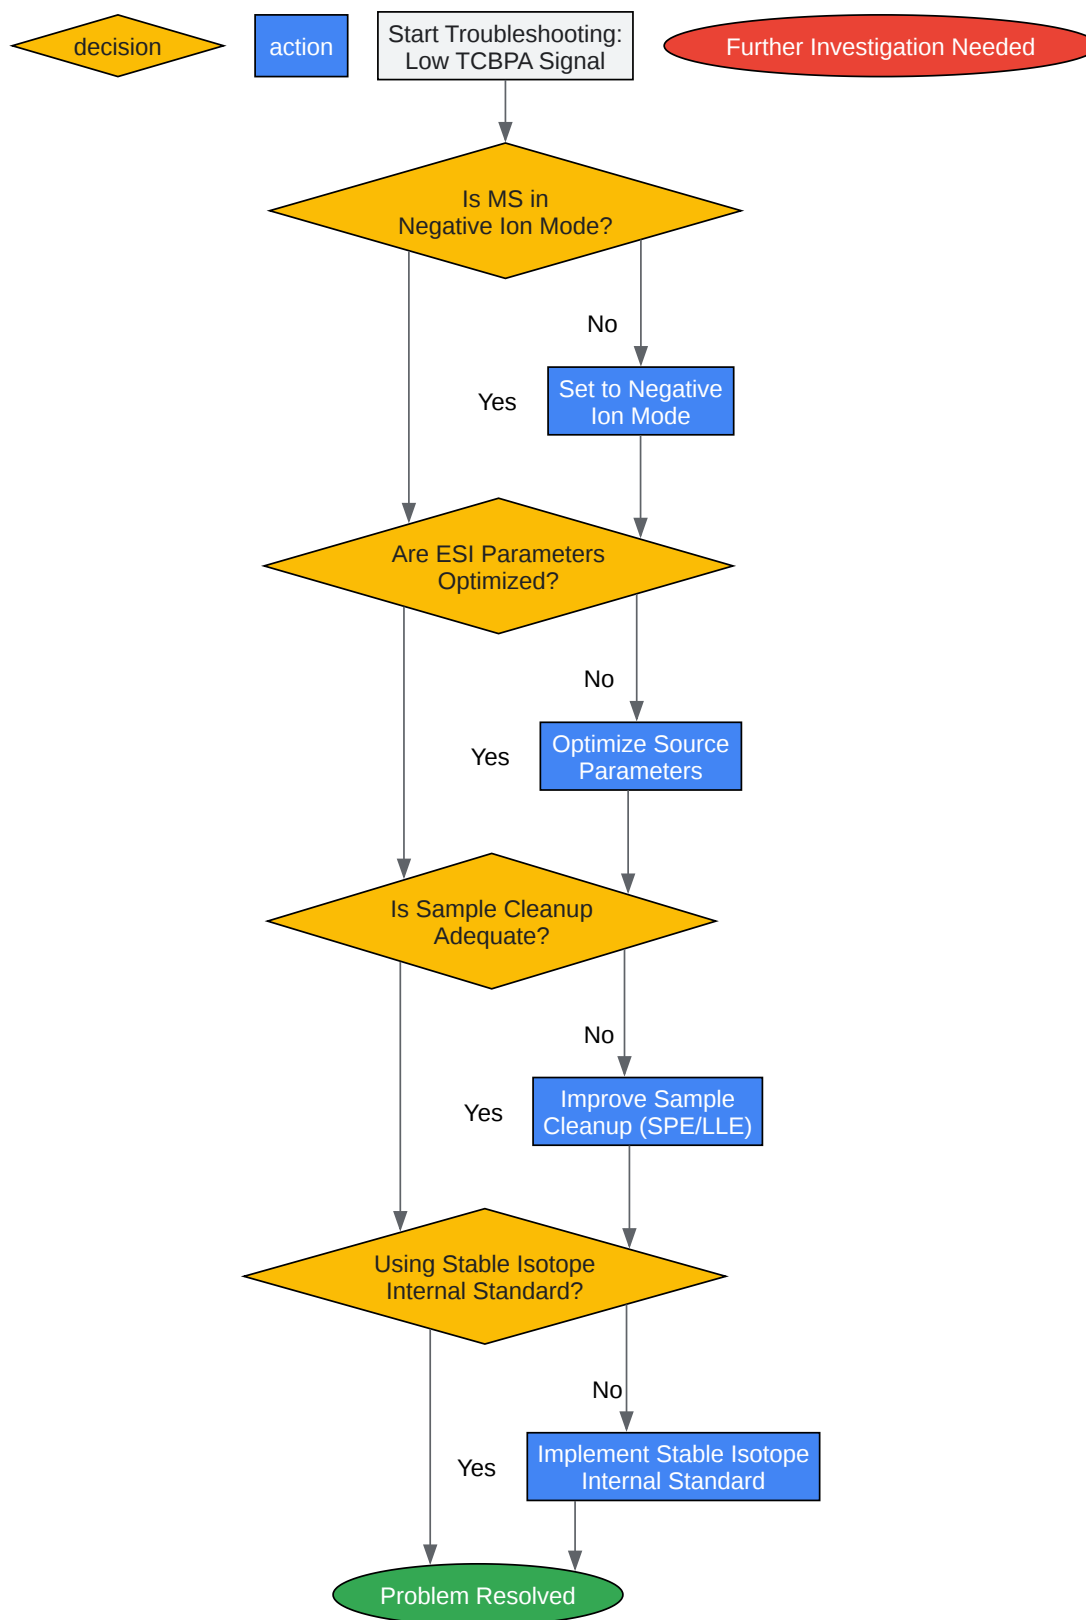 decision
action
Start Troubleshooting:
Low TCBPA Signal
Further Investigation Needed
Is MS in
Negative Ion Mode?
No
Yes
Set to Negative
Ion Mode
Are ESI Parameters
Optimized?
No
Yes
Optimize Source
Parameters
Is Sample Cleanup
Adequate?
No
Yes
Improve Sample
Cleanup (SPE/LLE)
Using Stable Isotope
Internal Standard?
No
Yes
Implement Stable Isotope
Internal Standard
Problem Resolved